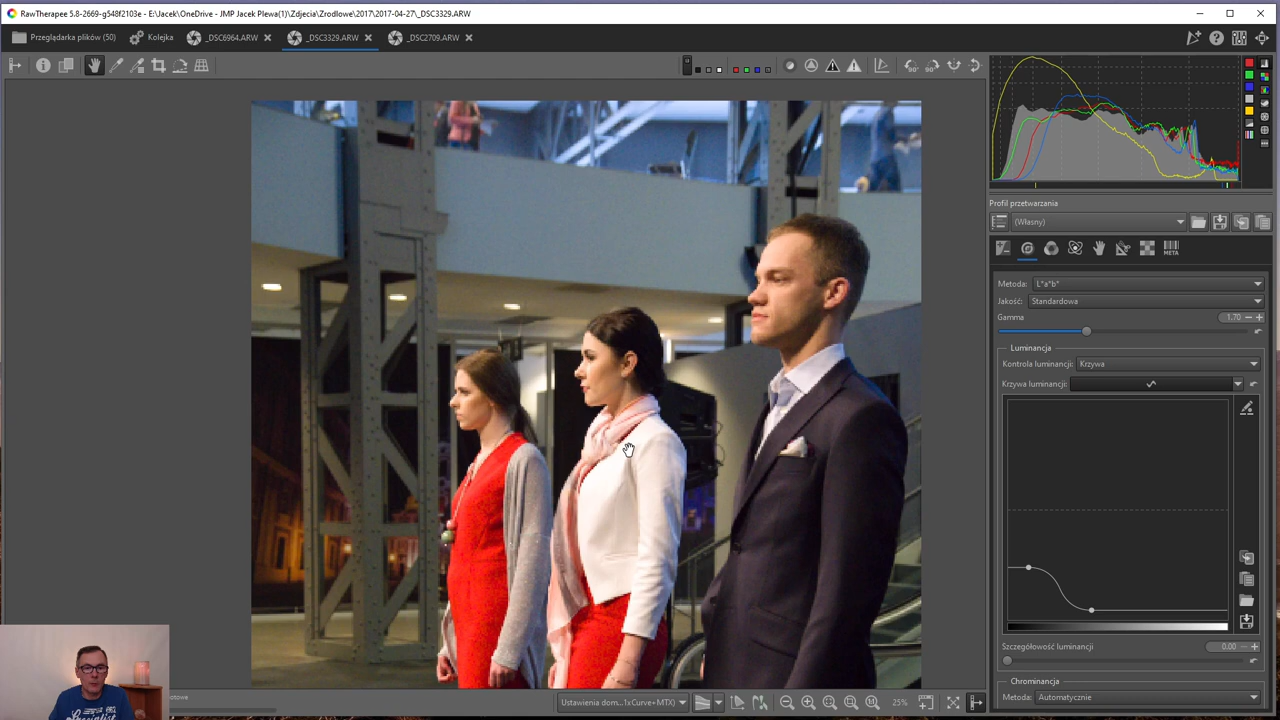 RawTherapee 5.8-2669-g548f2103e - E:\Jacek\OneDrive - JMP Jacek Plewa(1)\Zdjecia\Zrodlowe\2017\2017-04-27\_DSC3329.ARW
Przeglądarka plików (50)
Kolejka
_DSC6964.ARW
_DSC3329.ARW
_DSC2709.ARW
Profil przetwarzania
(Własny)
META
Metoda: L*a*b*
Jakość: Standardowa
Gamma 1.70
Luminancja
Kontrola luminancji: Krzywa
Krzywa luminancji:
Szczegółowość luminancji 0.00
Chrominancja
Metoda: Automatycznie
otowe
Ustawienia dom...1xCurve+MTX)
25%